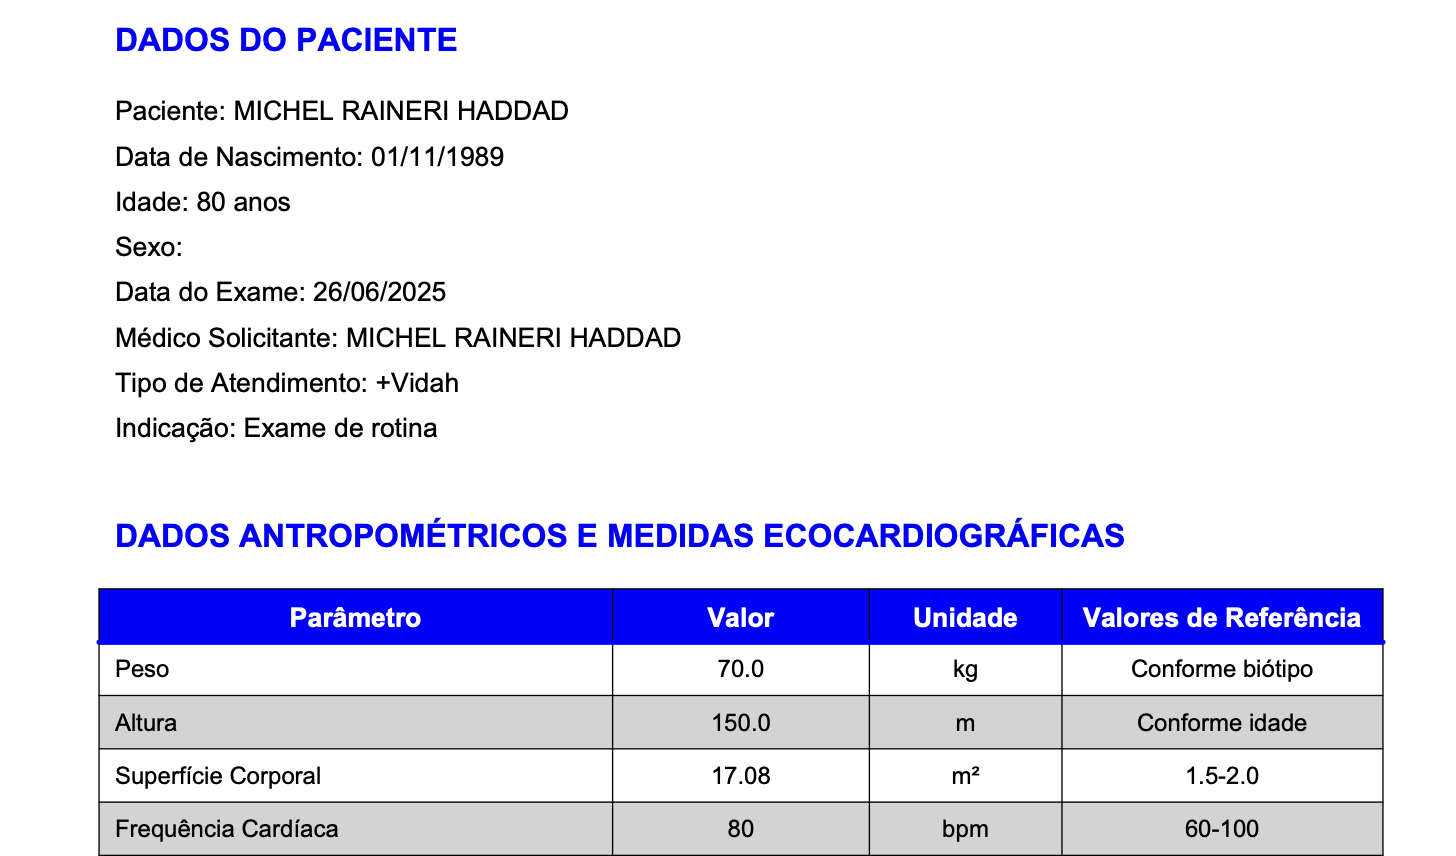 DADOS DO PACIENTE
Paciente: MICHEL RAINERI HADDAD
Data de Nascimento: 01/11/1989
Idade: 80 anos
Sexo:
Data do Exame: 26/06/2025
Médico Solicitante: MICHEL RAINERI HADDAD
Tipo de Atendimento: +Vidah
Indicação: Exame de rotina
DADOS ANTROPOMÉTRICOS E MEDIDAS ECOCARDIOGRÁFICAS
Parâmetro Valor Unidade Valores de Referência
Peso 70.0 kg Conforme biótipo
Altura 150.0 m Conforme idade
Superfície Corporal 17.08 m² 1.5-2.0
Frequência Cardíaca 80 bpm 60-100